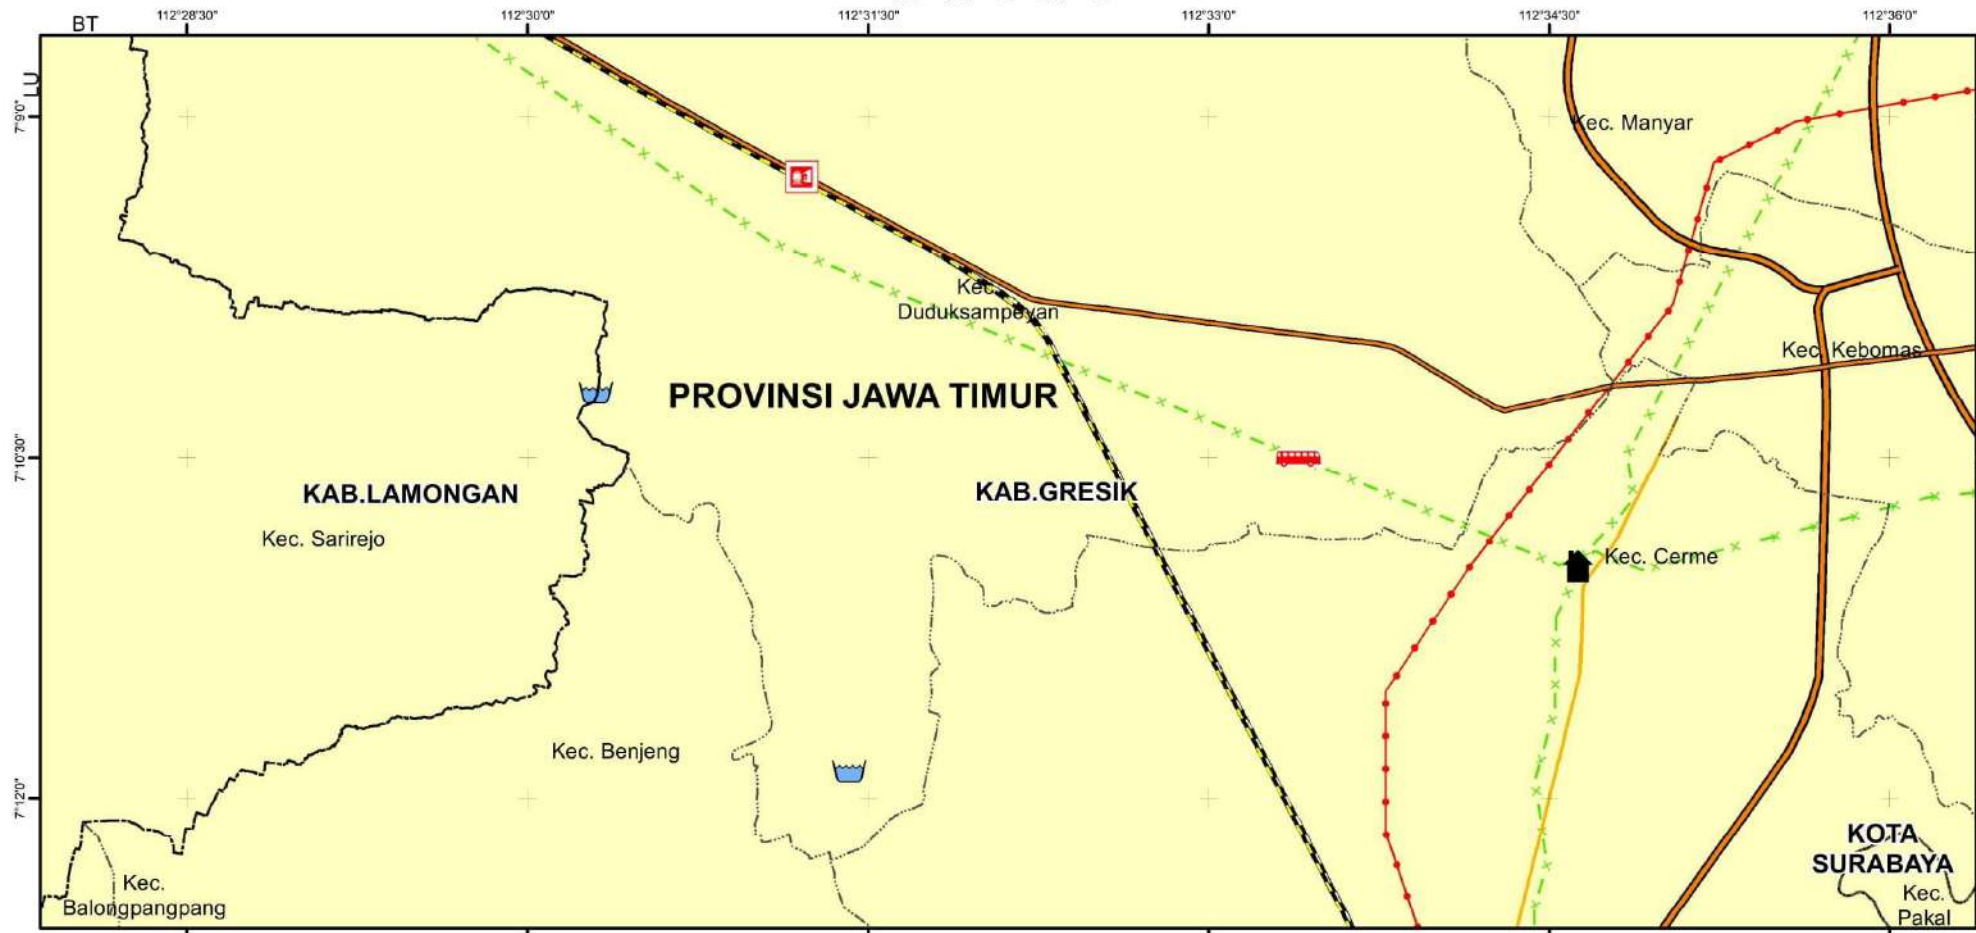 BT
112°28'30"
112°30'0"
112°31'30"
112°33'0"
112°34'30"
112°36'0"
LU
7°9'0"
Kec. Manyar
Kec.
Duduksampeyan
Kec. Kebomas
PROVINSI JAWA TIMUR
7°10'30"
KAB.LAMONGAN
KAB.GRESIK
Kec. Sarirejo
Kec. Cerme
Kec. Benjeng
7°12'0"
KOTA
SURABAYA
Kec.
Balongpangpang
Kec.
Pakal